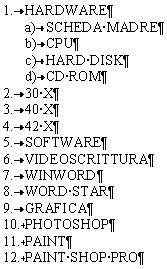 1.→HARDWARE¶
a)→SCHEDA·MADRE¶
b)→CPU¶
c)→HARD·DISK¶
d)→CD·ROM¶
2.→30·X¶
3.→40·X¶
4.→42·X¶
5.→SOFTWARE¶
6.→VIDEOSCRITTURA¶
7.→WINWORD¶
8.→WORD·STAR¶
9.→GRAFICA¶
10.→PHOTOSHOP¶
11.→PAINT¶
12.→PAINT·SHOP·PRO¶